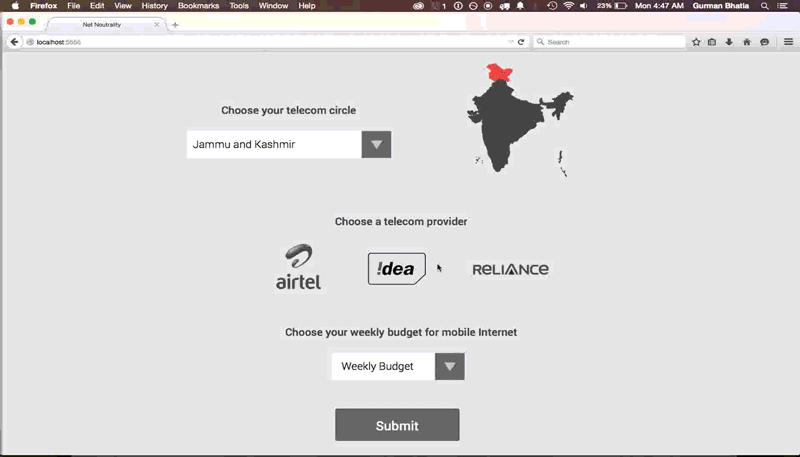 Firefox File Edit View History Bookmarks Tools Window Help 1 23% Mon 4:47 AM Gurman Bhatia
Net Neutrality
localhost:5555 Search
Choose your telecom circle
Jammu and Kashmir
Choose a telecom provider
airtel !dea RELIANCE
Choose your weekly budget for mobile Internet
Weekly Budget
Submit